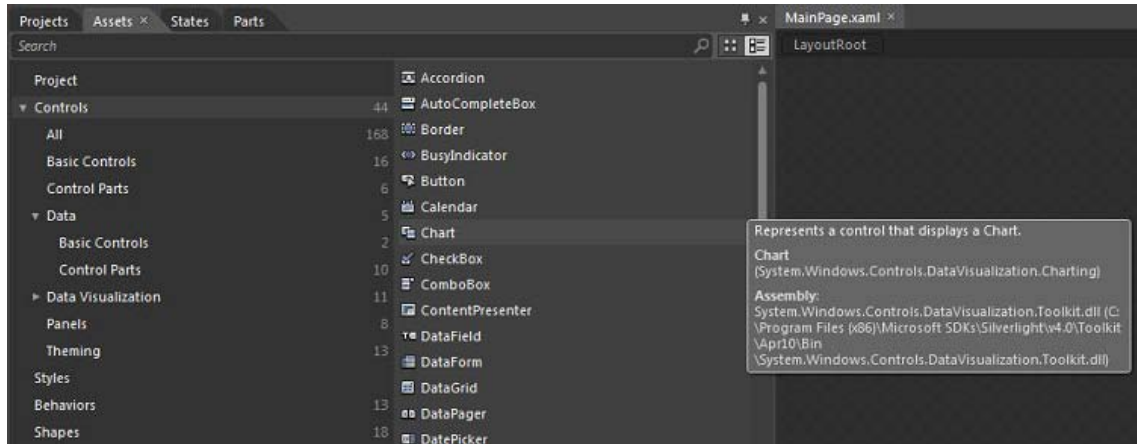 Projects Assets × States Parts
MainPage.xaml ×
Search
LayoutRoot
Project
Controls 44
All 168
Basic Controls 16
Control Parts 6
Data 5
Basic Controls 2
Control Parts 10
Data Visualization 11
Panels 8
Theming 13
Styles
Behaviors 13
Shapes 18
Accordion
AutoCompleteBox
Border
BusyIndicator
Button
Calendar
Chart
CheckBox
ComboBox
ContentPresenter
DataField
DataForm
DataGrid
DataPager
DatePicker
Represents a control that displays a Chart.
Chart
(System.Windows.Controls.DataVisualization.Charting)
Assembly:
System.Windows.Controls.DataVisualization.Toolkit.dll (C:
\Program Files (x86)\Microsoft SDKs\Silverlight\v4.0\Toolkit
\Apr10\Bin
\System.Windows.Controls.DataVisualization.Toolkit.dll)